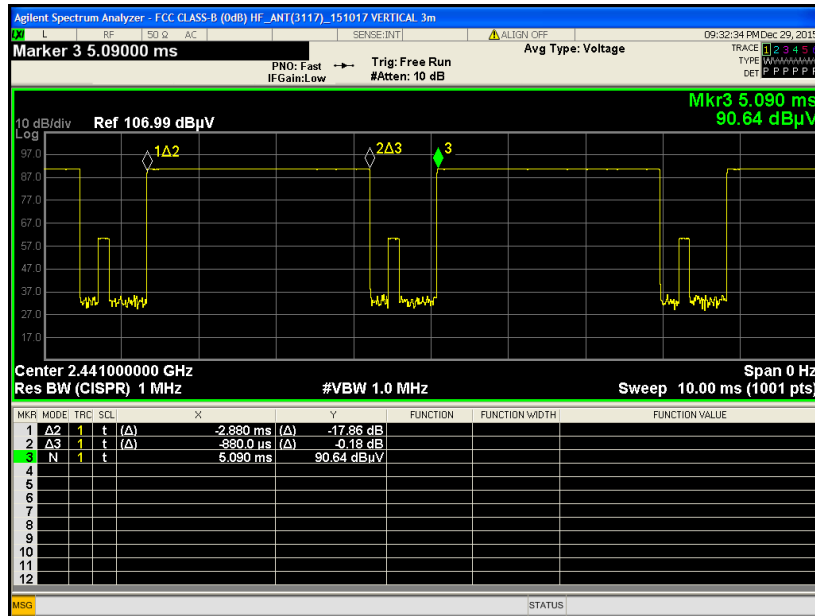 Agilent Spectrum Analyzer - FCC CLASS-B (0dB) HF_ANT(3117)_151017 VERTICAL 3m
LXI L RF 50 Ω AC SENSE:INT ALIGN OFF 09:32:34 PM Dec 29, 2015
Marker 3 5.09000 ms Avg Type: Voltage TRACE 1 2 3 4 5
PNO: Fast Trig: Free Run TYPE
IFGain:Low #Atten: 10 dB DET P P P P P
Mkr3 5.090 ms
10 dB/div Ref 106.99 dBµV 90.64 dBµV
Log
97.0
1Δ2 2Δ3 3
87.0
77.0
67.0
57.0
47.0
37.0
27.0
17.0
Center 2.441000000 GHz Span 0 Hz
Res BW (CISPR) 1 MHz #VBW 1.0 MHz Sweep 10.00 ms (1001 pts)
MKR MODE TRC SCL X Y FUNCTION FUNCTION WIDTH FUNCTION VALUE
1 Δ2 1 t (Δ) -2.880 ms (Δ) -17.86 dB
2 Δ3 1 t (Δ) -880.0 µs (Δ) -0.18 dB
3 N 1 t 5.090 ms 90.64 dBµV
4
5
6
7
8
9
10
11
12
MSG STATUS